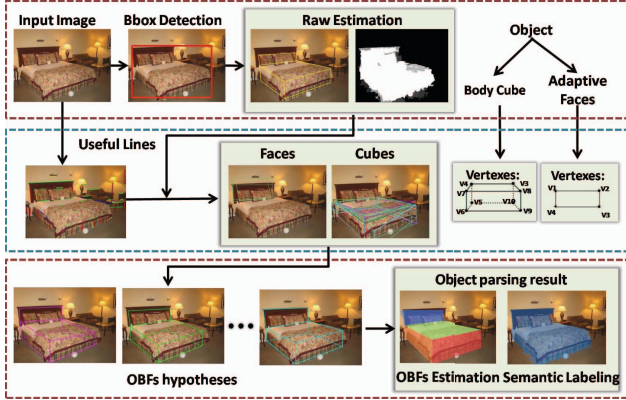 Input Image
Bbox Detection
Raw Estimation
Object
Body Cube
Adaptive
Faces
Useful Lines
Faces
Cubes
Vertexes:
V4
V3
V7
V8
V5
V10
V6
V9
Vertexes:
V1
V2
V4
V3
Object parsing result
OBFs hypotheses
OBFs Estimation
Semantic Labeling